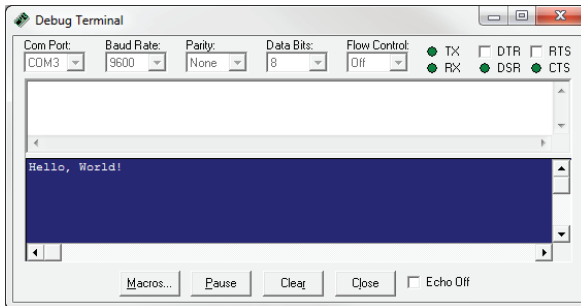 Debug Terminal
Com Port: Baud Rate: Parity: Data Bits: Flow Control: TX DTR RTS
COM3 9600 None 8 Off RX DSR CTS
Hello, World!
Macros... Pause Clear Close Echo Off